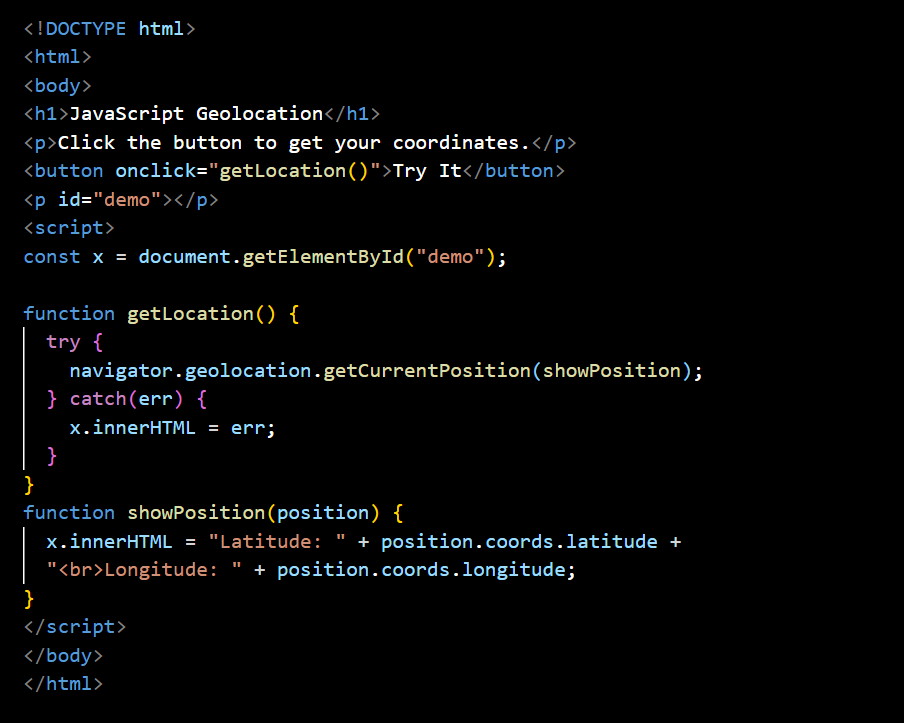 <!DOCTYPE html>
<html>
<body>
<h1>JavaScript Geolocation</h1>
<p>Click the button to get your coordinates.</p>
<button onclick="getLocation()">Try It</button>
<p id="demo"></p>
<script>
const x = document.getElementById("demo");

function getLocation() {
  try {
    navigator.geolocation.getCurrentPosition(showPosition);
  } catch(err) {
    x.innerHTML = err;
  }
}
function showPosition(position) {
  x.innerHTML = "Latitude: " + position.coords.latitude +
  "<br>Longitude: " + position.coords.longitude;
}
</script>
</body>
</html>